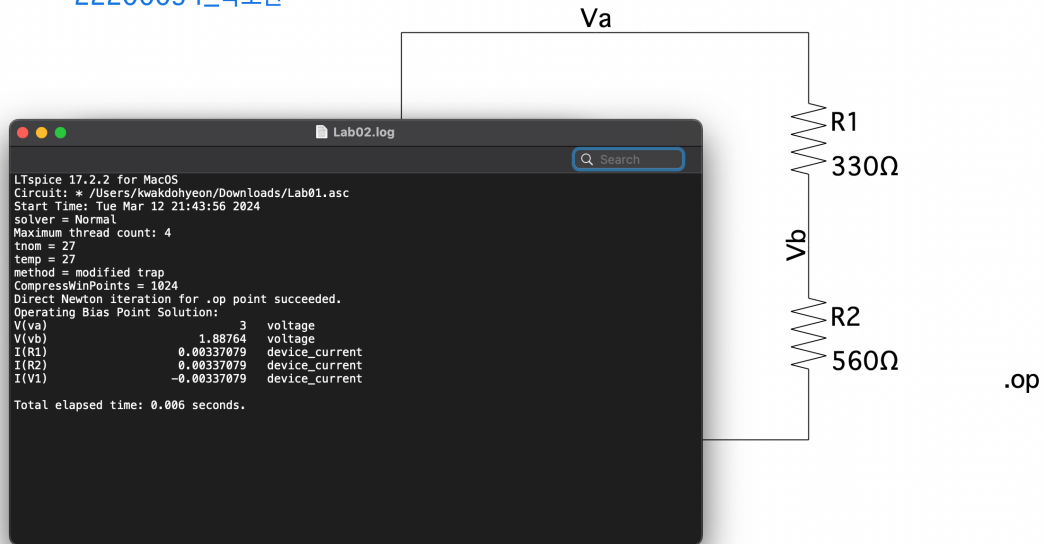 Va
Lab02.log
Search
LTspice 17.2.2 for MacOS
Circuit: * /Users/kwakdohyeon/Downloads/Lab01.asc
Start Time: Tue Mar 12 21:43:56 2024
solver = Normal
Maximum thread count: 4
tnom = 27
temp = 27
method = modified trap
CompressWinPoints = 1024
Direct Newton iteration for .op point succeeded.
Operating Bias Point Solution:
V(va) 3 voltage
V(vb) 1.88764 voltage
I(R1) 0.00337079 device_current
I(R2) 0.00337079 device_current
I(V1) -0.00337079 device_current
Total elapsed time: 0.006 seconds.
R1
330Ω
Vb
R2
560Ω
.op